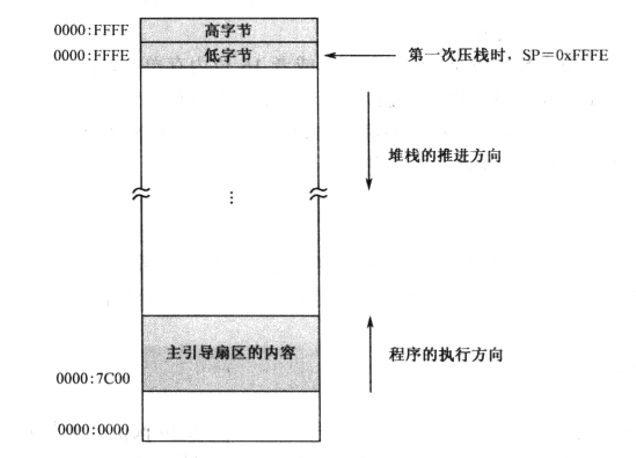 0000:FFFF
高字节
0000:FFFE
低字节
第一次压栈时，SP＝0xFFFE
堆栈的推进方向
⋮
主引导扇区的内容
程序的执行方向
0000:7C00
0000:0000